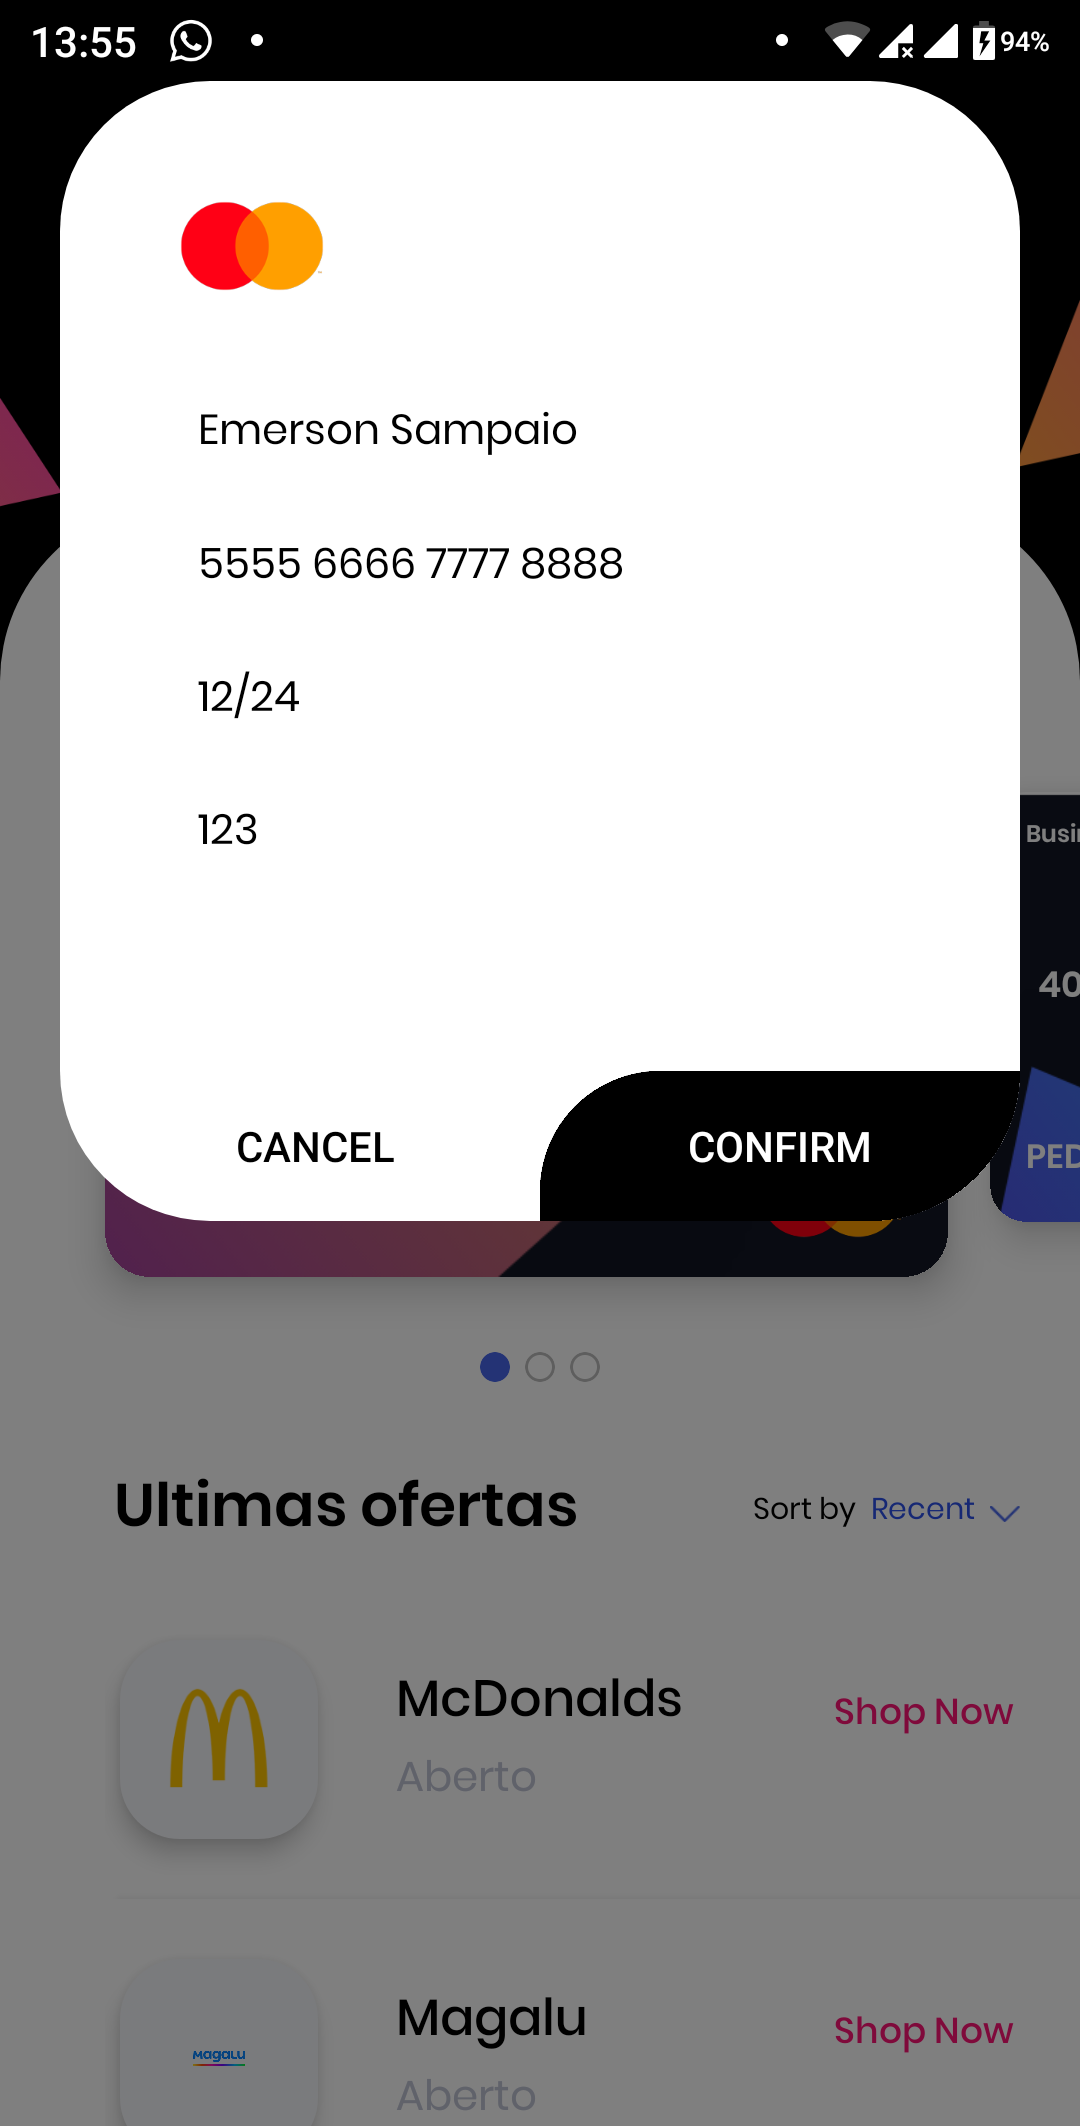 13:55 94%
Emerson Sampaio
5555 6666 7777 8888
12/24
123
Busi
40
CANCEL CONFIRM
PED
Ultimas ofertas Sort by Recent
McDonalds Shop Now
Aberto
Magalu Shop Now
MagaLu
Aberto